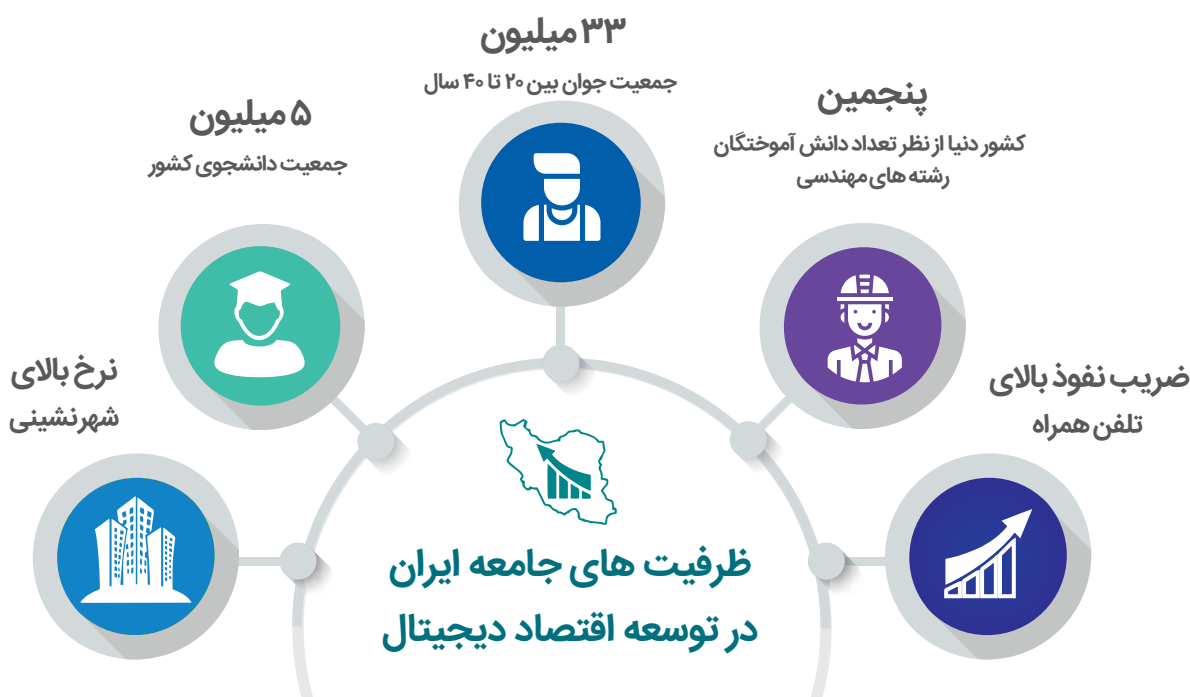 ۳۳ میلیون
جمعیت جوان بین ۲۰ تا ۴۰ سال
پنجمین
کشور دنیا از نظر تعداد دانش آموختگان
رشته های مهندسی
۵ میلیون
جمعیت دانشجوی کشور
ضریب نفوذ بالای
تلفن همراه
نرخ بالای
شهرنشینی
ظرفیت های جامعه ایران
در توسعه اقتصاد دیجیتال